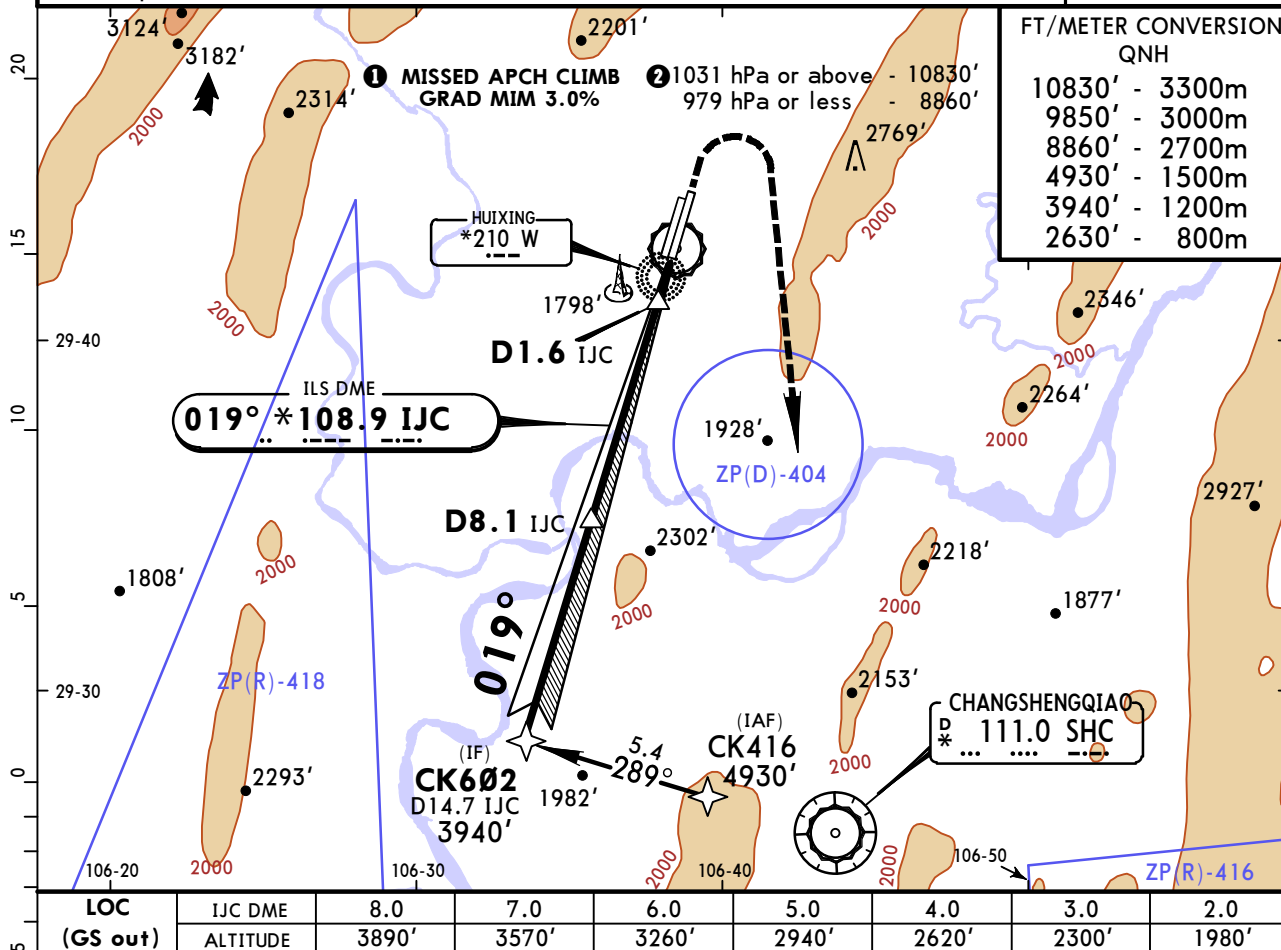 3124'
3182'
2314'
2000
2201'
❶ MISSED APCH CLIMB
GRAD MIM 3.0%
❷ 1031 hPa or above - 10830'
979 hPa or less - 8860'
2769'
2000
FT/METER CONVERSION
QNH
10830' - 3300m
9850' - 3000m
8860' - 2700m
4930' - 1500m
3940' - 1200m
2630' - 800m
20
15
10
5
0
5
HUIXING
*210 W
1798'
2000
29-40
D1.6 IJC
ILS DME
019° *108.9 IJC
2346'
2000
2264'
2000
1928'
ZP(D)-404
2927'
D8.1 IJC
2302'
2000
2218'
2000
1808'
2000
1877'
019°
ZP(R)-418
29-30
2153'
2000
CHANGSHENGQIAO
D
* 111.0 SHC
(IF)
CK6Ø2
D14.7 IJC
3940'
5.4
289°
(IAF)
CK416
4930'
1982'
2293'
2000
2000
2000
106-20
106-30
106-40
106-50
ZP(R)-416
LOC
(GS out)
IJC DME 8.0 7.0 6.0 5.0 4.0 3.0 2.0
ALTITUDE 3890' 3570' 3260' 2940' 2620' 2300' 1980'